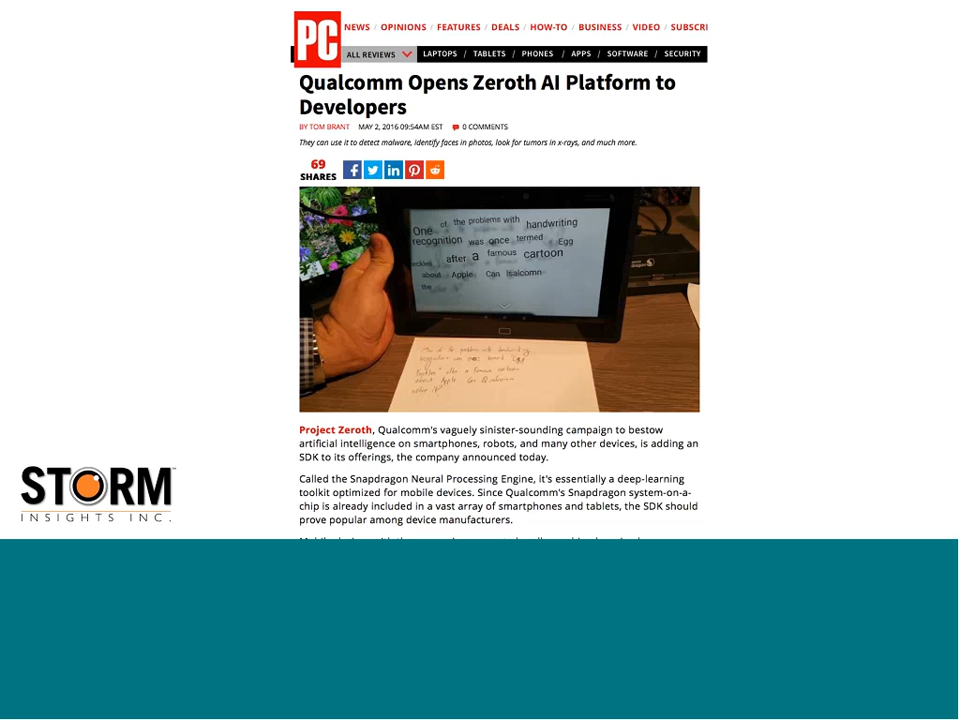 PC
NEWS / OPINIONS / FEATURES / DEALS / HOW-TO / BUSINESS / VIDEO / SUBSCRI
ALL REVIEWS
LAPTOPS / TABLETS / PHONES / APPS / SOFTWARE / SECURITY
Qualcomm Opens Zeroth AI Platform to
Developers
BY TOM BRANT MAY 2, 2016 09:54AM EST 0 COMMENTS
They can use it to detect malware, identify faces in photos, look for tumors in x-rays, and much more.
69
SHARES
One of the problems with handwriting
recognition was once termed Egg
eckles after a famous cartoon
about Apple Can Isalcomn
the
Project Zeroth, Qualcomm's vaguely sinister-sounding campaign to bestow
artificial intelligence on smartphones, robots, and many other devices, is adding an
SDK to its offerings, the company announced today.
Called the Snapdragon Neural Processing Engine, it's essentially a deep-learning
toolkit optimized for mobile devices. Since Qualcomm's Snapdragon system-on-a-
chip is already included in a vast array of smartphones and tablets, the SDK should
prove popular among device manufacturers.
STORM
INSIGHTS INC.